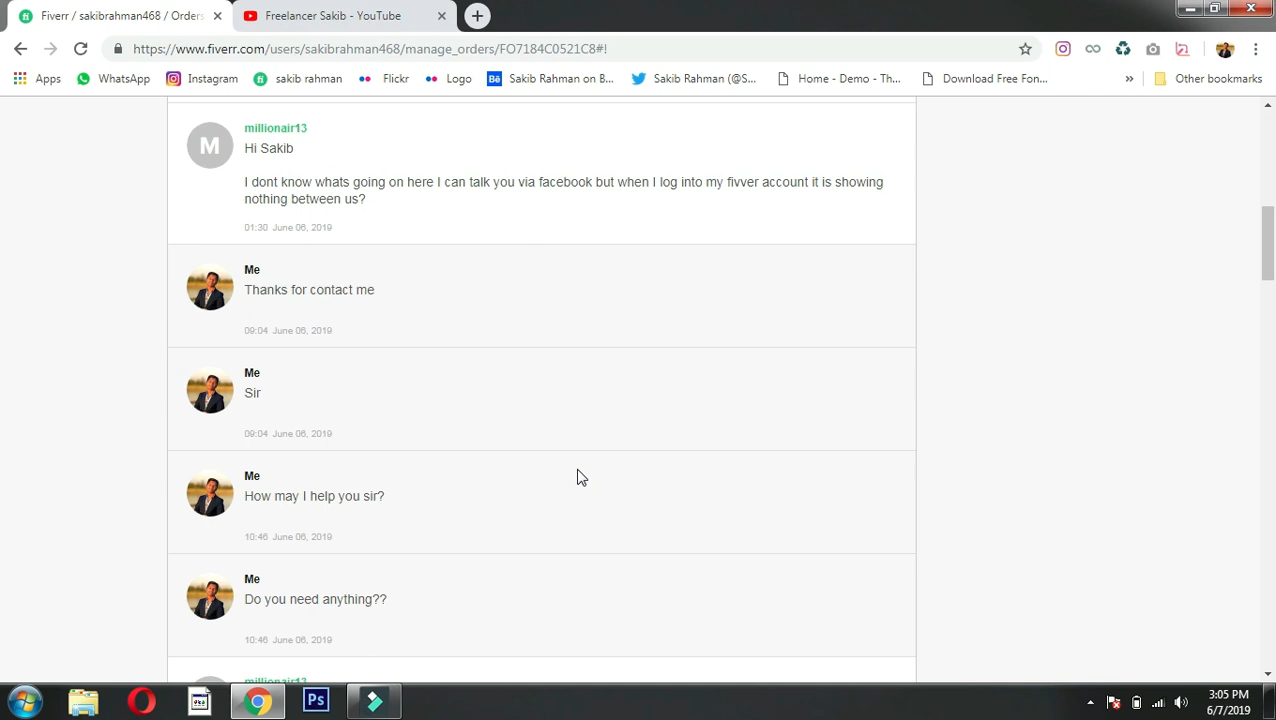 Fiverr / sakibrahman468 / Orders
Freelancer Sakib - YouTube
https://www.fiverr.com/users/sakibrahman468/manage_orders/FO7184C0521C8#!
Apps
WhatsApp
Instagram
sakib rahman
Flickr
Logo
Sakib Rahman on B...
Sakib Rahman (@S...
Home - Demo - Th...
Download Free Fon...
»
Other bookmarks
M
millionair13
Hi Sakib
I dont know whats going on here I can talk you via facebook but when I log into my fivver account it is showing
nothing between us?
01:30 June 06, 2019
Me
Thanks for contact me
09:04 June 06, 2019
Me
Sir
09:04 June 06, 2019
Me
How may I help you sir?
10:46 June 06, 2019
Me
Do you need anything??
10:46 June 06, 2019
millionair13
Ps
3:05 PM
6/7/2019